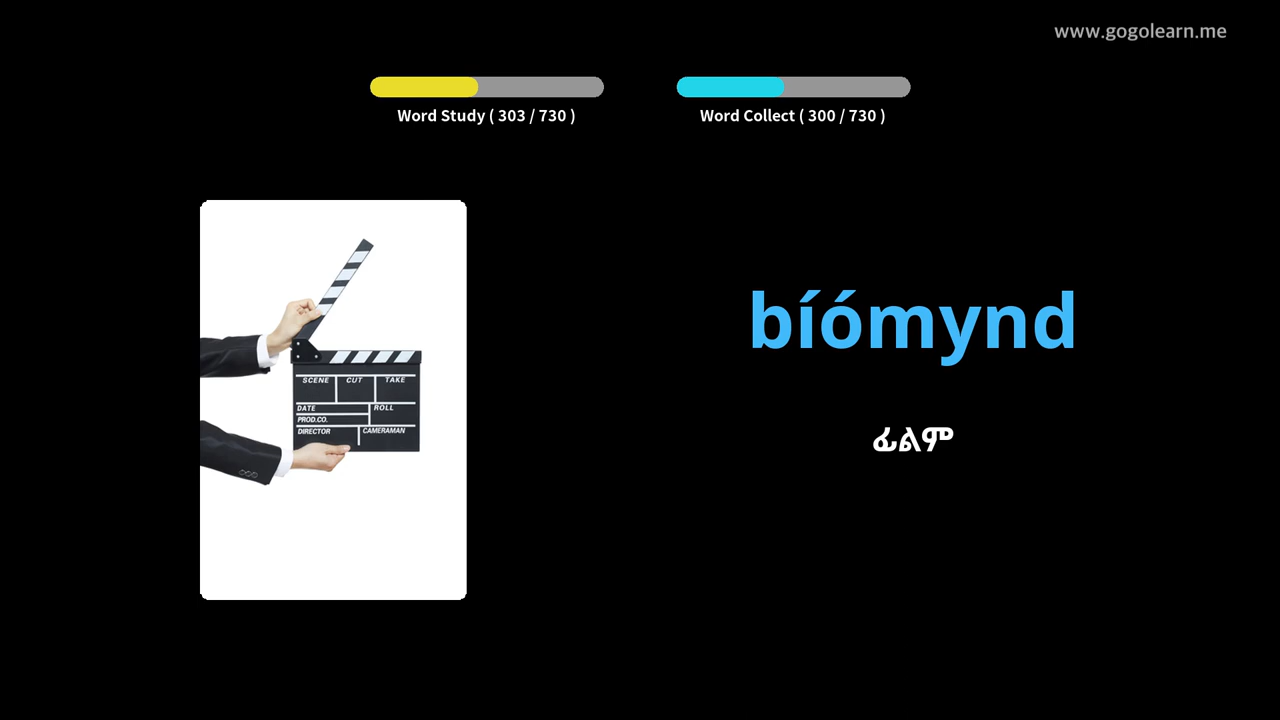 www.gogolearn.me
Word Study ( 303 / 730 )
Word Collect ( 300 / 730 )
SCENE CUT TAKE
DATE ROLL
PROD.CO.
DIRECTOR CAMERAMAN
bíómynd
ፊልም